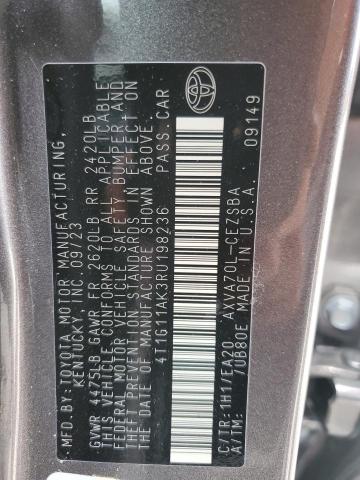 MFD. BY: TOYOTA MOTOR MANUFACTURING,
KENTUCKY, INC. 09/23
GVWR 4475LB GAWR FR 2620LB RR 2420LB
THIS VEHICLE CONFORMS TO ALL APPLICABLE
FEDERAL MOTOR VEHICLE SAFETY, BUMPER, AND
THEFT PREVENTION STANDARDS IN EFFECT ON
THE DATE OF MANUFACTURE SHOWN ABOVE.
4T1G11AK3RU198236 PASS. CAR
C/TR: 1H1/EA20 AXVA70L-CEZSBA
A/TM: /UB80E MADE IN U.S.A.
09149